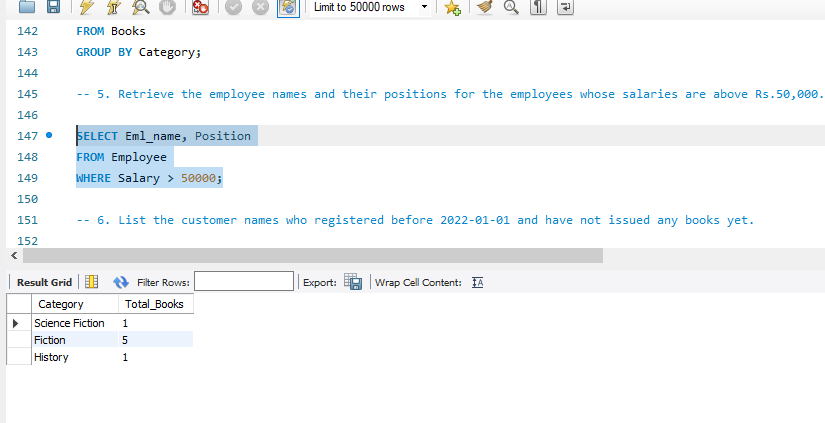 Limit to 50000 rows
142 FROM Books
143 GROUP BY Category;
144
145 -- 5. Retrieve the employee names and their positions for the employees whose salaries are above Rs.50,000.
146
147 SELECT Eml_name, Position
148 FROM Employee
149 WHERE Salary > 50000;
150
151 -- 6. List the customer names who registered before 2022-01-01 and have not issued any books yet.
152
Result Grid Filter Rows: Export: Wrap Cell Content:
Category Total_Books
Science Fiction 1
Fiction 5
History 1